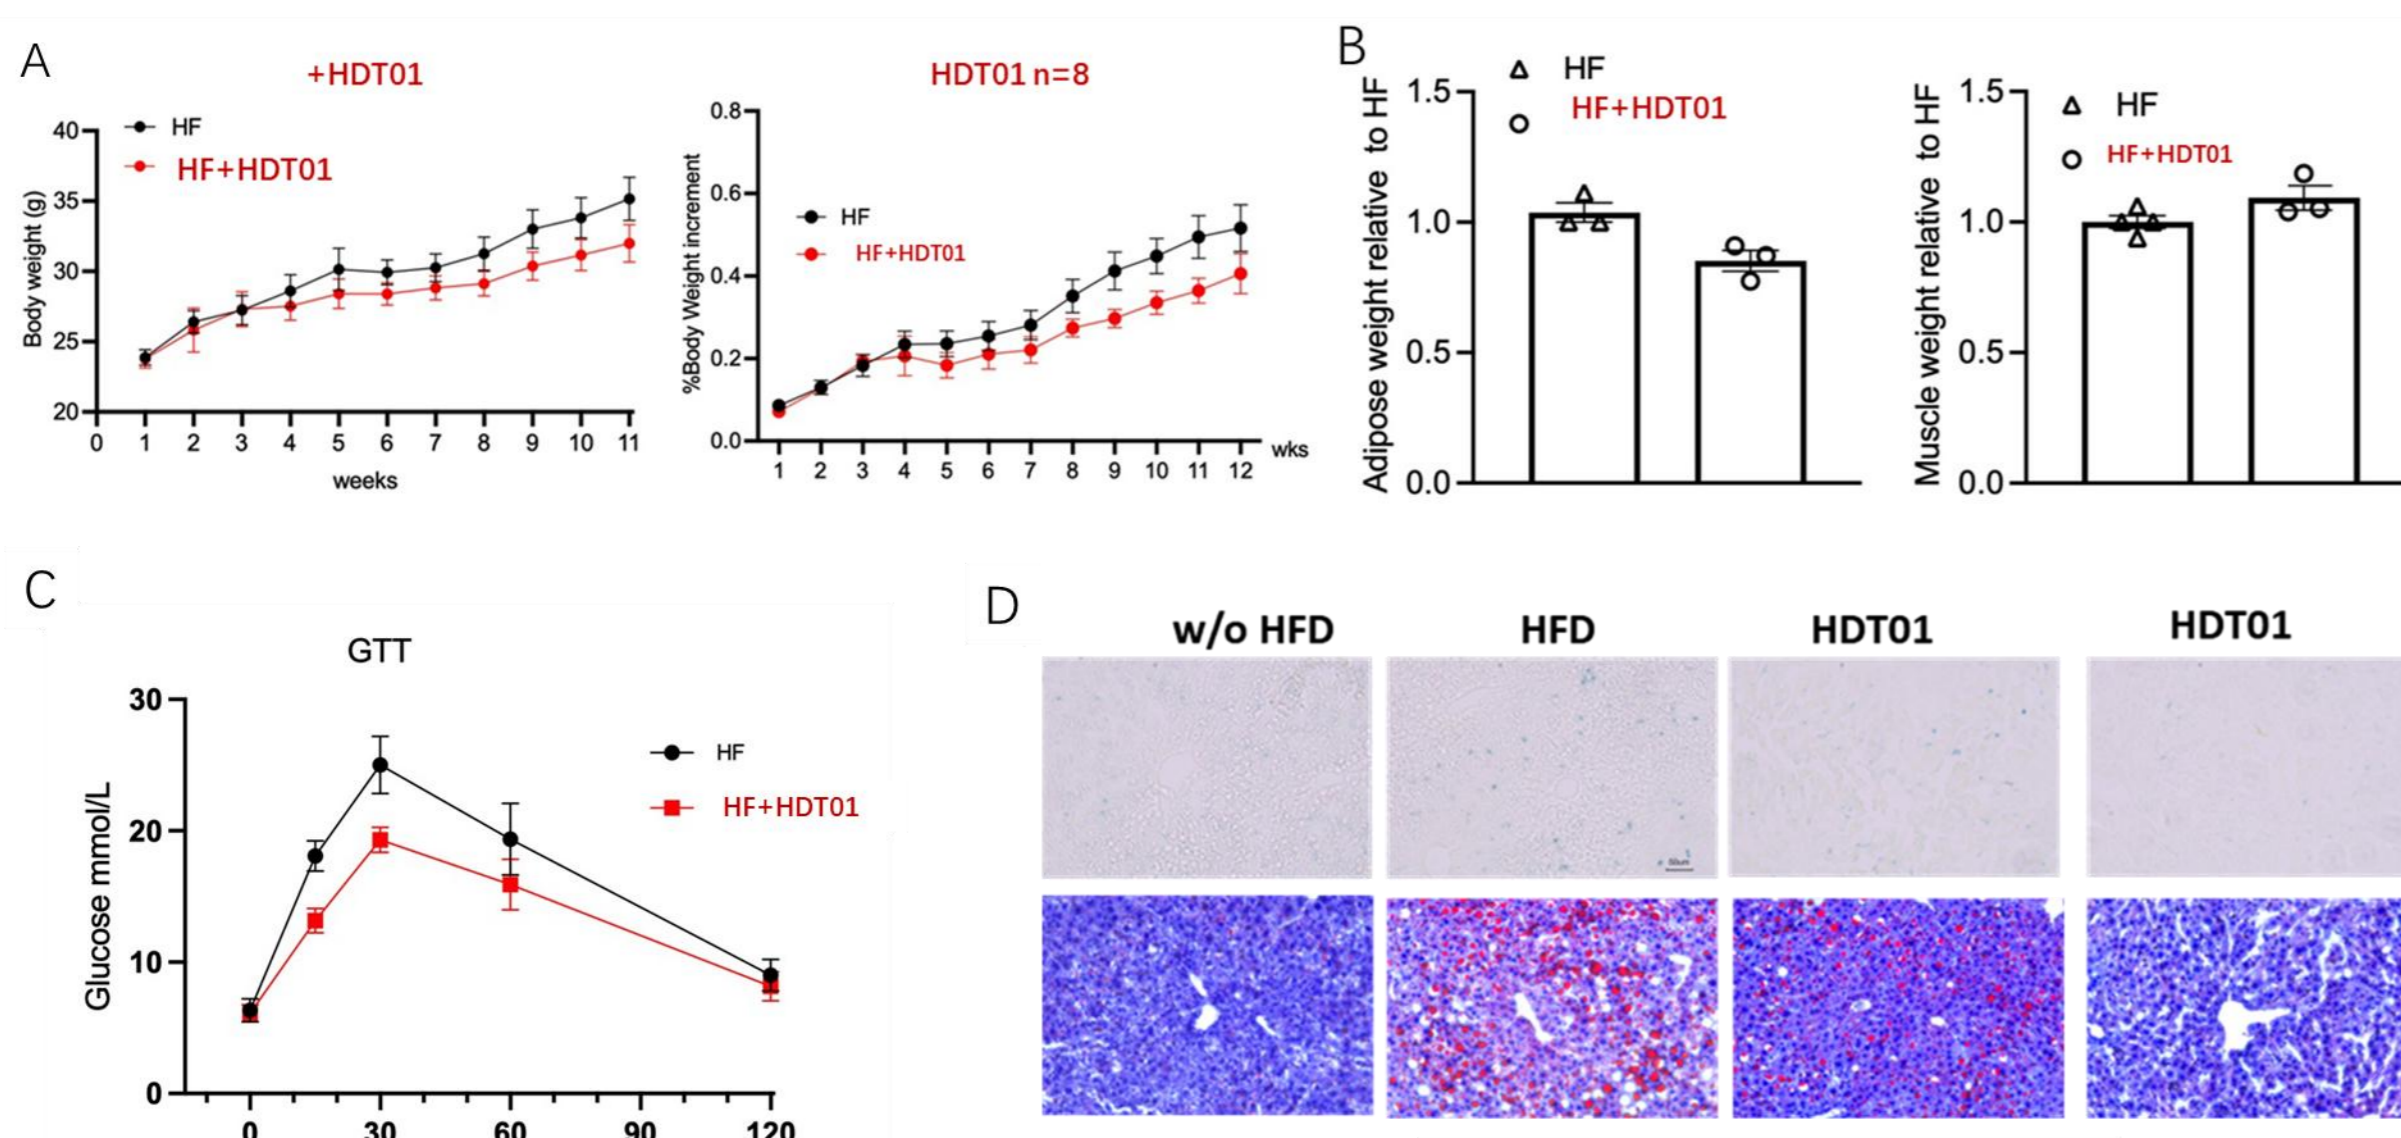 A
+HDT01
HF
HF+HDT01
Body weight (g)
40
35
30
25
20
0 1 2 3 4 5 6 7 8 9 10 11
weeks
HDT01 n=8
HF
HF+HDT01
%Body Weight increment
0.8
0.6
0.4
0.2
0.0
1 2 3 4 5 6 7 8 9 10 11 12
wks
B
HF
HF+HDT01
Adipose weight relative to HF
1.5
1.0
0.5
0.0
HF
HF+HDT01
Muscle weight relative to HF
1.5
1.0
0.5
0.0
C
GTT
HF
HF+HDT01
Glucose mmol/L
30
20
10
0
0 30 60 90 120
D
w/o HFD
HFD
HDT01
HDT01
50um